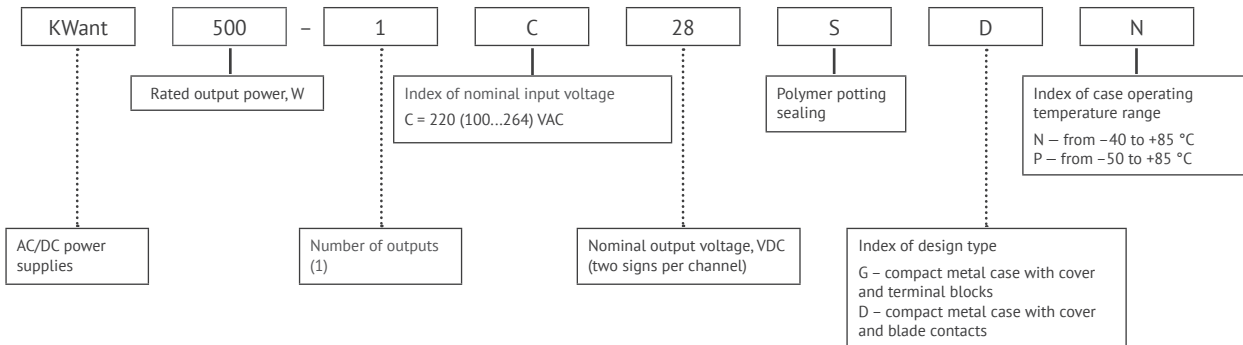 KWant 500 – 1 C 28 S D N
Rated output power, W
Index of nominal input voltage
C = 220 (100...264) VAC
Polymer potting
sealing
Index of case operating
temperature range
N — from –40 to +85 °C
P — from –50 to +85 °C
AC/DC power
supplies
Number of outputs
(1)
Nominal output voltage, VDC
(two signs per channel)
Index of design type
G – compact metal case with cover
and terminal blocks
D – compact metal case with cover
and blade contacts